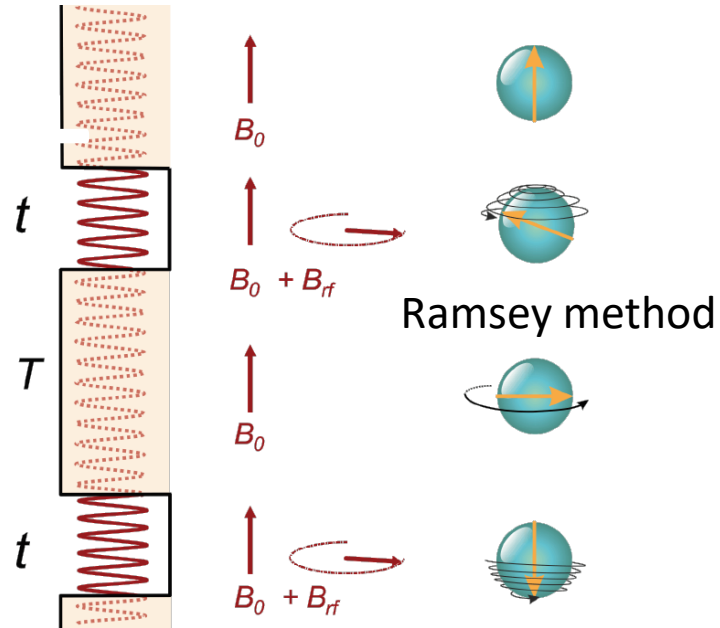 B₀
t
B₀ + Brf
Ramsey method
T
B₀
t
B₀ + Brf